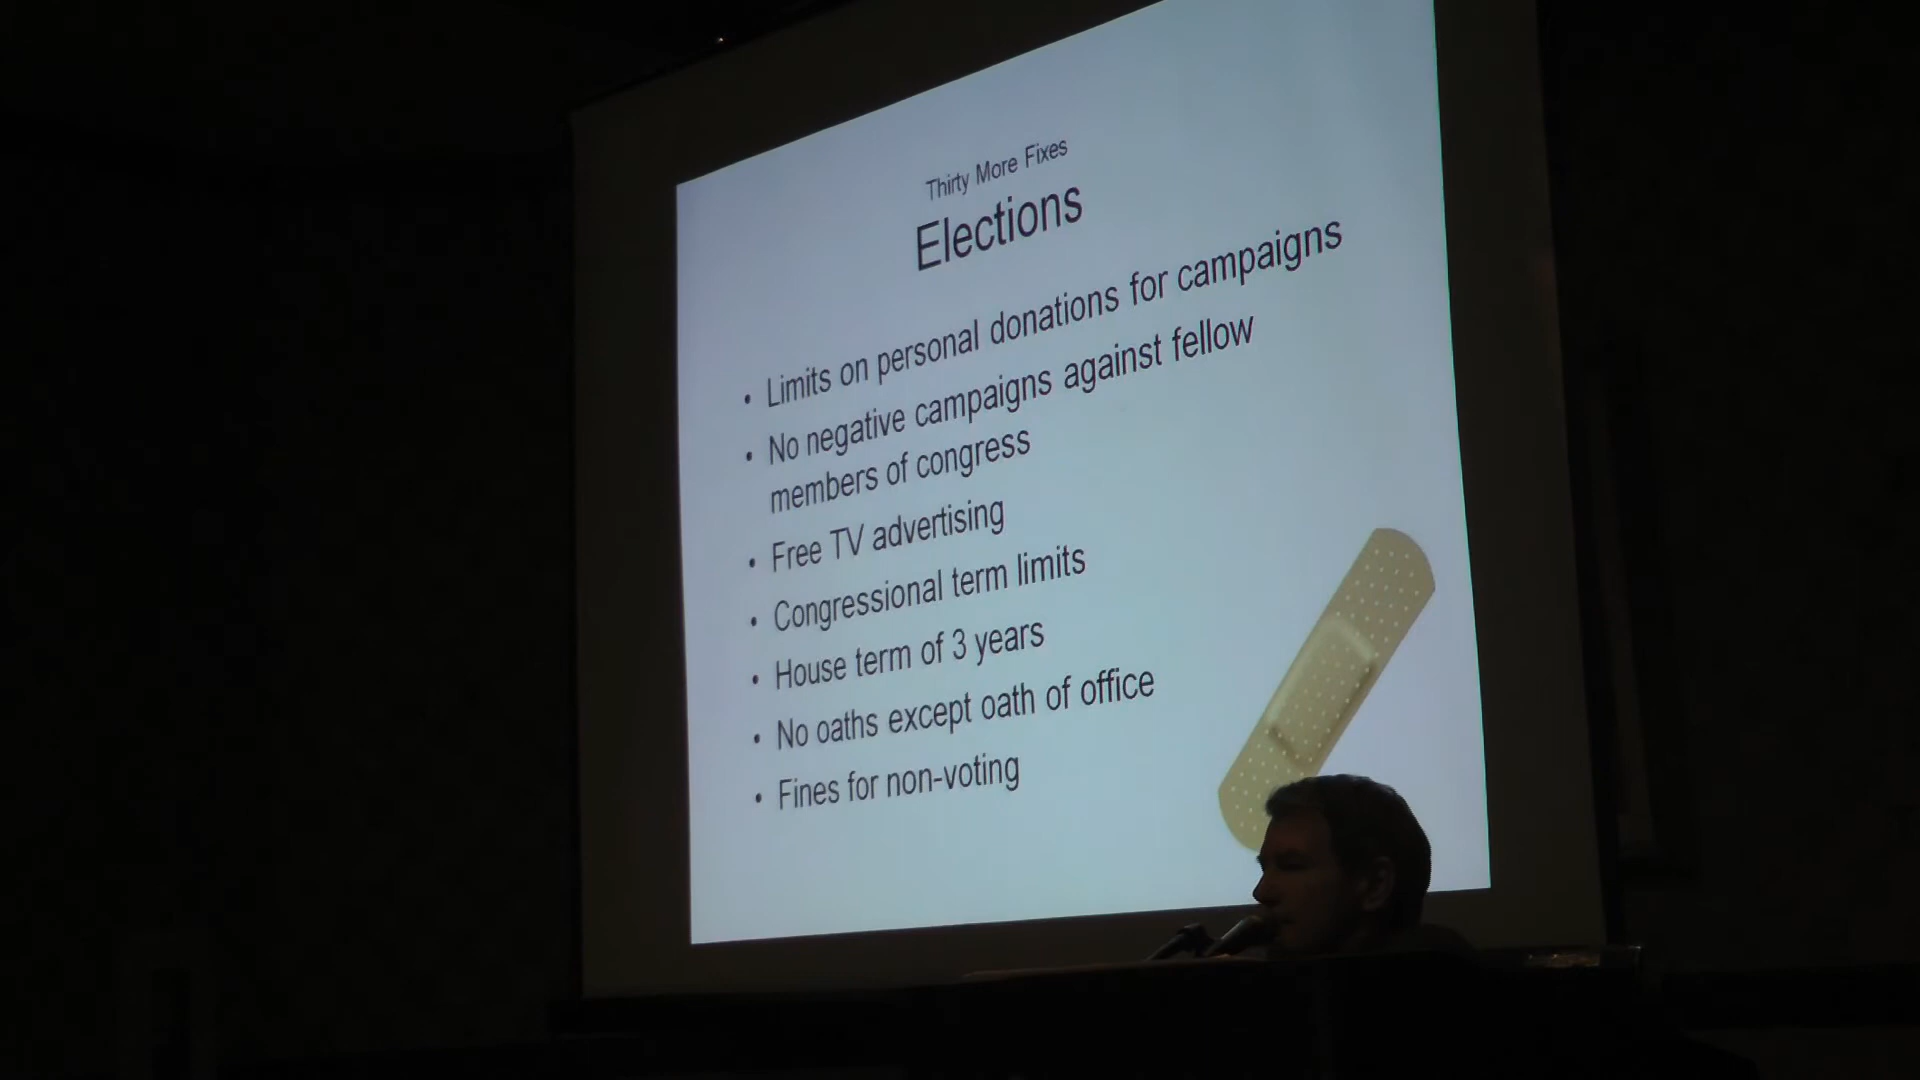 Thirty More Fixes
Elections
• Limits on personal donations for campaigns
• No negative campaigns against fellow
members of congress
• Free TV advertising
• Congressional term limits
• House term of 3 years
• No oaths except oath of office
• Fines for non-voting